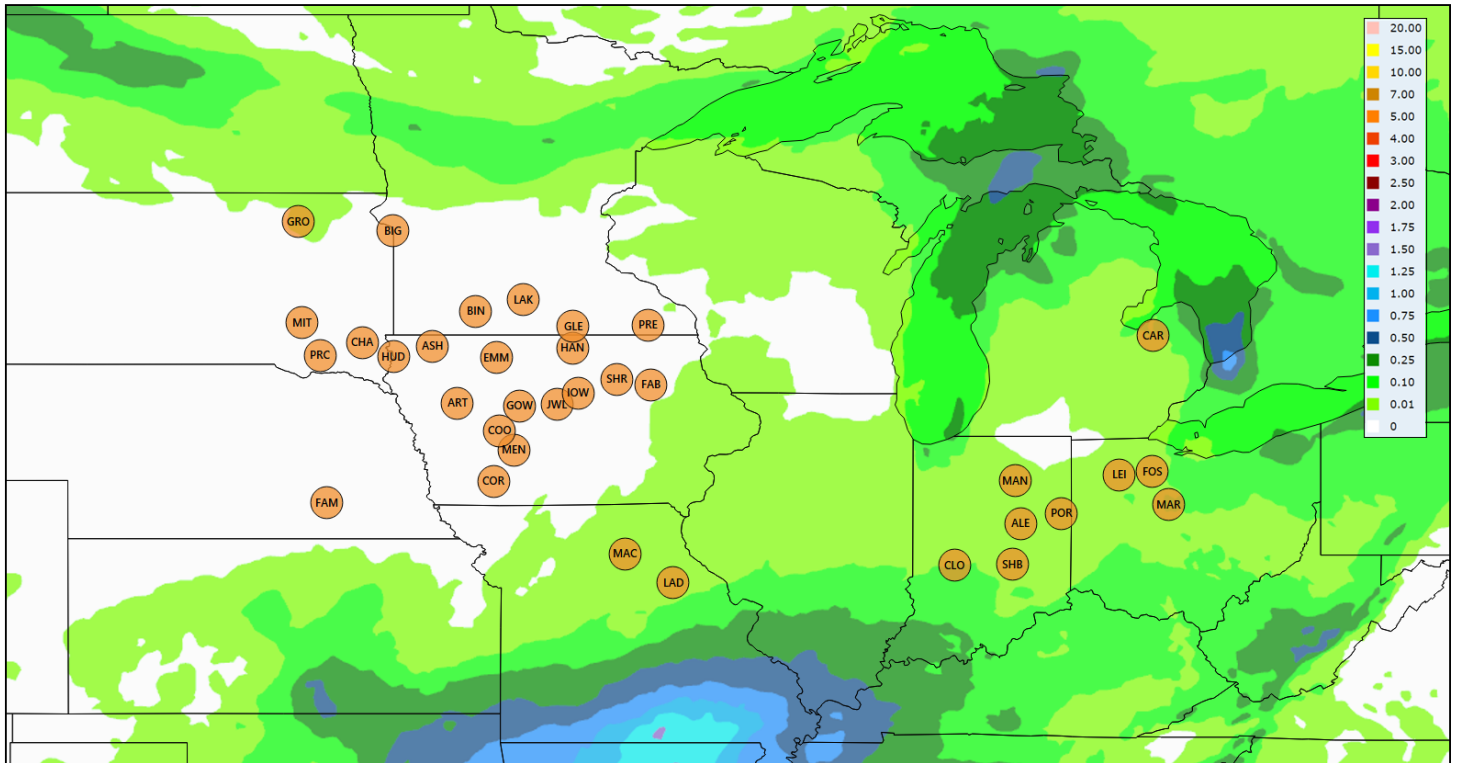 20.00
15.00
10.00
7.00
5.00
4.00
3.00
2.50
2.00
1.75
1.50
1.25
1.00
0.75
0.50
0.25
0.10
0.01
0
GRO
BIG
LAK
BIN
MIT
GLE
PRE
CAR
CHA
ASH
HAN
PRC
HUD
EMM
SHR
FAB
IOW
ART
GOW
COO
MEN
MAN
COR
LEI
FOS
FAM
MAR
POR
ALE
MAC
CLO
SHB
LAD